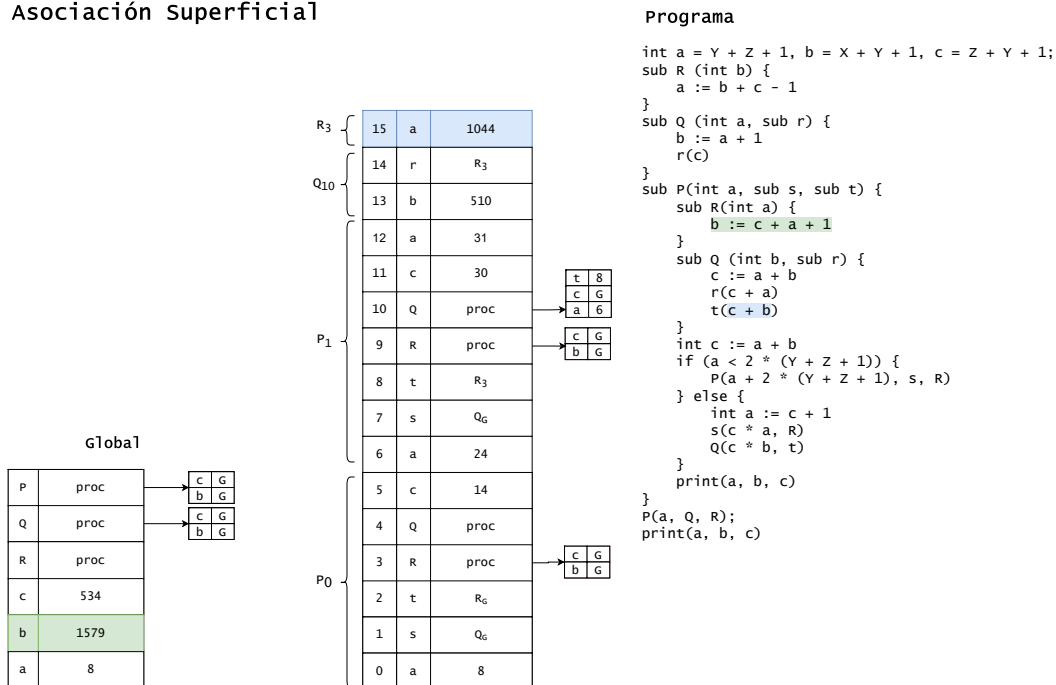 Asociación Superficial
Global
P proc
c G
b G
Q proc
c G
b G
R proc
c 534
b 1579
a 8
R3
15 a 1044
Q10
14 r R3
13 b 510
P1
12 a 31
11 c 30
10 Q proc
t 8
c G
a 6
9 R proc
c G
b G
8 t R3
7 s QG
6 a 24
P0
5 c 14
4 Q proc
3 R proc
c G
b G
2 t RG
1 s QG
0 a 8
Programa
int a = Y + Z + 1, b = X + Y + 1, c = Z + Y + 1;
sub R (int b) {
a := b + c - 1
}
sub Q (int a, sub r) {
b := a + 1
r(c)
}
sub P(int a, sub s, sub t) {
sub R(int a) {
b := c + a + 1
}
sub Q (int b, sub r) {
c := a + b
r(c + a)
t(c + b)
}
int c := a + b
if (a < 2 * (Y + Z + 1)) {
P(a + 2 * (Y + Z + 1), s, R)
} else {
int a := c + 1
s(c * a, R)
Q(c * b, t)
}
print(a, b, c)
}
P(a, Q, R);
print(a, b, c)